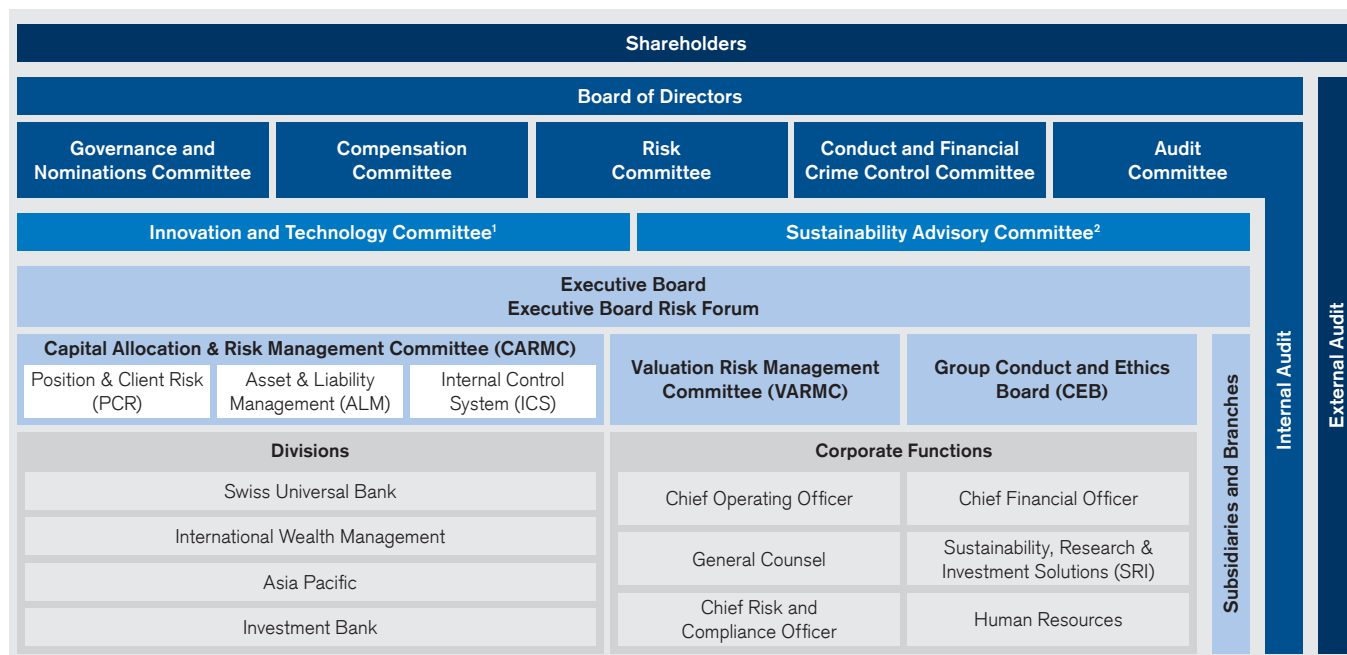 Shareholders
Board of Directors
Governance and
Nominations Committee
Compensation
Committee
Risk
Committee
Conduct and Financial
Crime Control Committee
Audit
Committee
Innovation and Technology Committee¹
Sustainability Advisory Committee²
Executive Board
Executive Board Risk Forum
Capital Allocation & Risk Management Committee (CARMC)
Position & Client Risk
(PCR)
Asset & Liability
Management (ALM)
Internal Control
System (ICS)
Valuation Risk Management
Committee (VARMC)
Group Conduct and Ethics
Board (CEB)
Divisions
Swiss Universal Bank
International Wealth Management
Asia Pacific
Investment Bank
Corporate Functions
Chief Operating Officer
Chief Financial Officer
General Counsel
Sustainability, Research &
Investment Solutions (SRI)
Chief Risk and
Compliance Officer
Human Resources
Subsidiaries and Branches
Internal Audit
External Audit